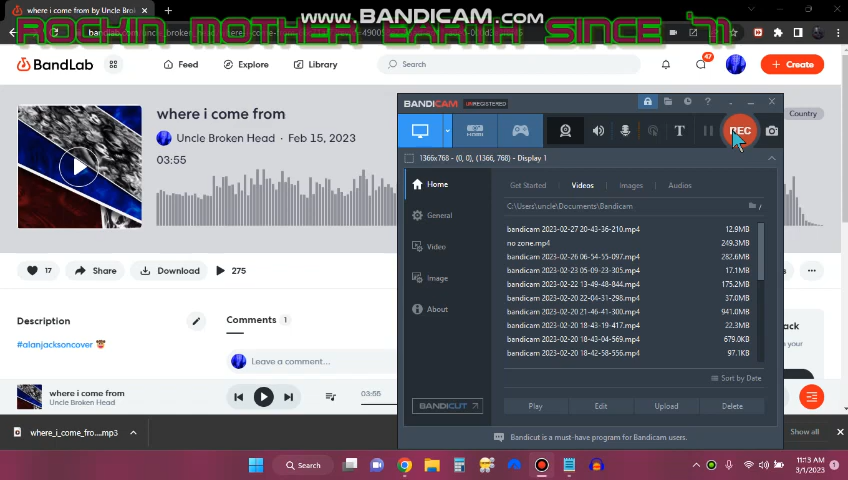 where i come from by Uncle Bro
www.BANDICAM.com
ROCKIN MOTHER EARTH SINCE '71
BandLab
Feed
Explore
Library
Search
47
+ Create
where i come from
Uncle Broken Head / Feb 15, 2023
03:55
Country
17
Share
Download
275
Description
#alanjacksoncover
Comments 1
Leave a comment...
where i come from
Uncle Broken Head
03:55
BANDICAM UNREGISTERED
HDMI
T
REC
1366x768 - (0, 0), (1366, 768) - Display 1
Home
General
Video
Image
About
BANDICUT
Get Started
Videos
Images
Audios
C:\Users\uncle\Documents\Bandicam
bandicam 2023-02-27 20-43-36-210.mp4 12.9MB
no zone.mp4 249.3MB
bandicam 2023-02-26 06-54-55-097.mp4 282.6MB
bandicam 2023-02-23 05-09-23-305.mp4 17.1MB
bandicam 2023-02-22 13-49-48-844.mp4 175.2MB
bandicam 2023-02-20 22-04-31-298.mp4 37.0MB
bandicam 2023-02-20 21-46-41-300.mp4 941.0MB
bandicam 2023-02-20 18-43-19-417.mp4 22.3MB
bandicam 2023-02-20 18-43-04-569.mp4 679.0KB
bandicam 2023-02-20 18-42-58-556.mp4 97.1KB
Sort by Date
Play
Edit
Upload
Delete
Bandicut is a must-have program for Bandicam users.
where_i_come_fro....mp3
Show all
Search
11:13 AM
3/1/2023